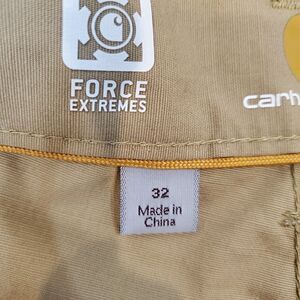 FORCE
EXTREMES
carh
32
Made in
China